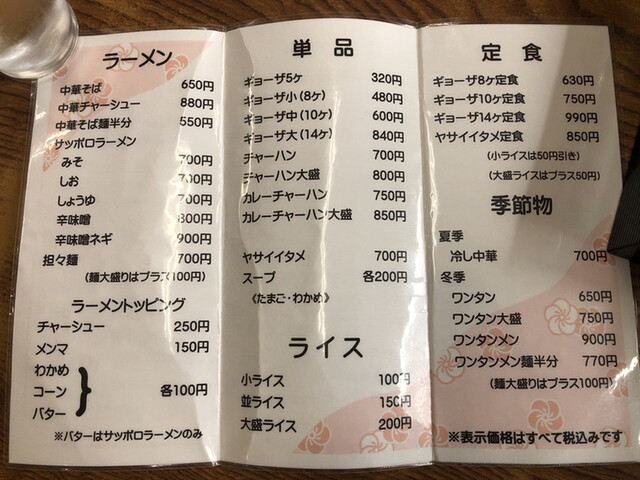 ラーメン
中華そば 650円
中華チャーシュー 880円
中華そば麺半分 550円
サッポロラーメン
みそ 700円
しお 700円
しょうゆ 700円
辛味噌 800円
辛味噌ネギ 900円
担々麺 700円
(麺大盛りはプラス100円)
ラーメントッピング
チャーシュー 250円
メンマ 150円
わかめ
コーン 各100円
バター
※バターはサッポロラーメンのみ
単品
ギョーザ5ヶ 320円
ギョーザ小(8ヶ) 480円
ギョーザ中(10ヶ) 600円
ギョーザ大(14ヶ) 840円
チャーハン 700円
チャーハン大盛 800円
カレーチャーハン 750円
カレーチャーハン大盛 850円
ヤサイイタメ 700円
スープ 各200円
《たまご・わかめ》
ライス
小ライス 100円
並ライス 150円
大盛ライス 200円
定食
ギョーザ8ヶ定食 630円
ギョーザ10ヶ定食 750円
ギョーザ14ヶ定食 990円
ヤサイイタメ定食 850円
(小ライスは50円引き)
(大盛ライスはプラス50円)
季節物
夏季
冷し中華 700円
冬季
ワンタン 650円
ワンタン大盛 750円
ワンタンメン 900円
ワンタンメン麺半分 770円
(麺大盛りはプラス100円)
※表示価格はすべて税込みです